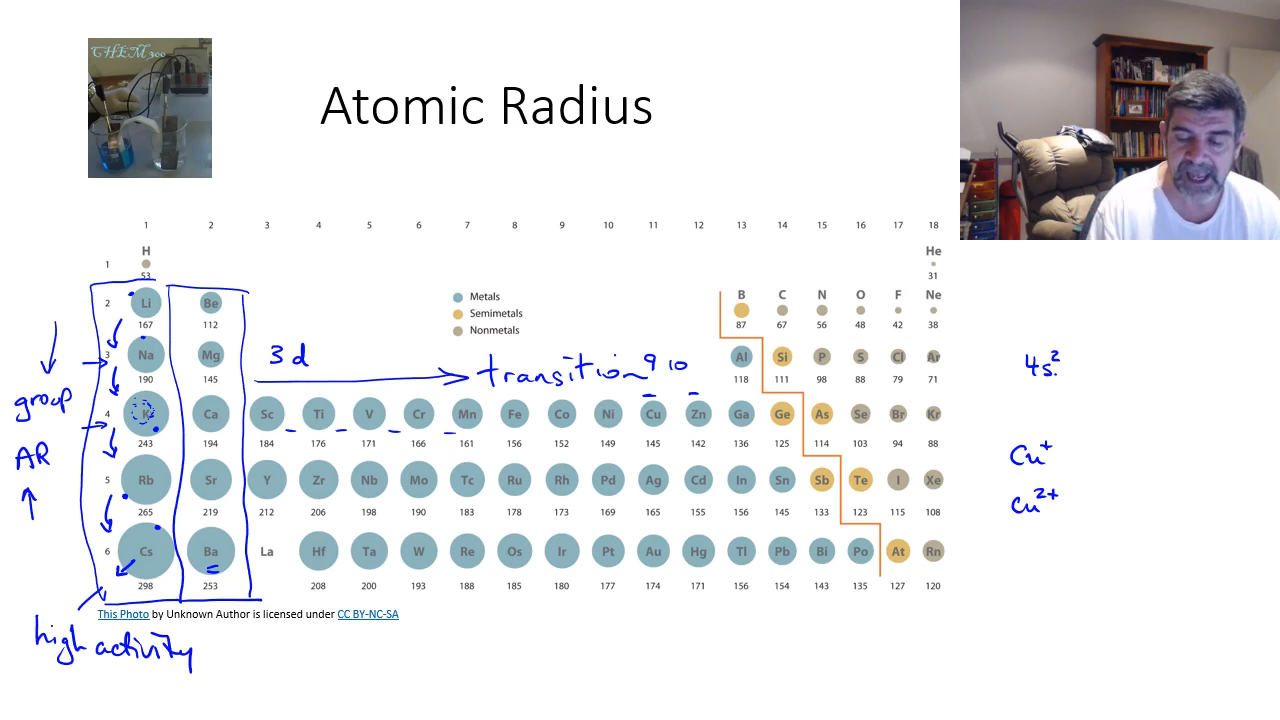 CHEM300
Atomic Radius
1 2 3 4 5 6 7 8 9 10 11 12 13 14 15 16 17 18
H He
1
53 31
Metals
Semimetals
Nonmetals
2 Li Be B C N O F Ne
167 112 87 67 56 48 42 38
3 Na Mg Al Si P S Cl Ar
190 145 118 111 98 88 79 71
3d transition 9 10
4 K Ca Sc Ti V Cr Mn Fe Co Ni Cu Zn Ga Ge As Se Br Kr
243 194 184 176 171 166 161 156 152 149 145 142 136 125 114 103 94 88
5 Rb Sr Y Zr Nb Mo Tc Ru Rh Pd Ag Cd In Sn Sb Te I Xe
265 219 212 206 198 190 183 178 173 169 165 155 156 145 133 123 115 108
6 Cs Ba La Hf Ta W Re Os Ir Pt Au Hg Tl Pb Bi Po At Rn
298 253 208 200 193 188 185 180 177 174 171 156 154 143 135 127 120
This Photo by Unknown Author is licensed under CC BY-NC-SA
group
AR
high activity
4s²
Cu⁺
Cu²⁺